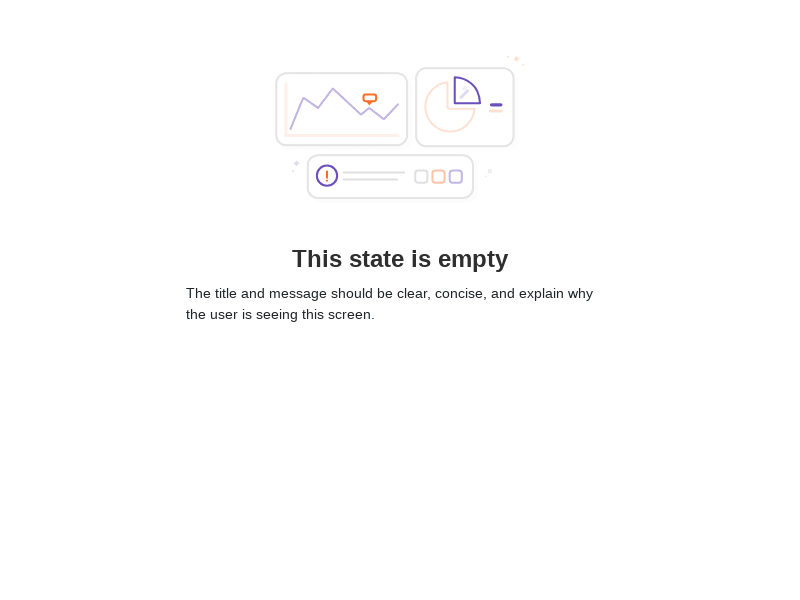 This state is empty
The title and message should be clear, concise, and explain why
the user is seeing this screen.